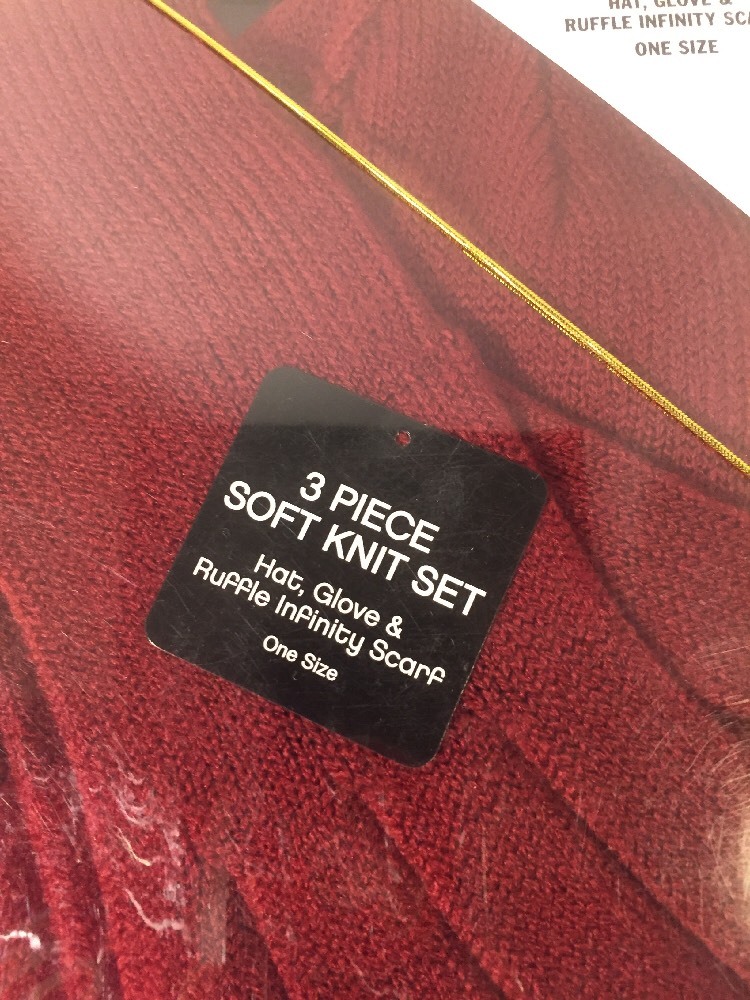 HAT, GLOVE &
RUFFLE INFINITY
ONE SIZE
3 PIECE
SOFT KNIT SET
Hat, Glove &
Ruffle Infinity Scarf
One Size